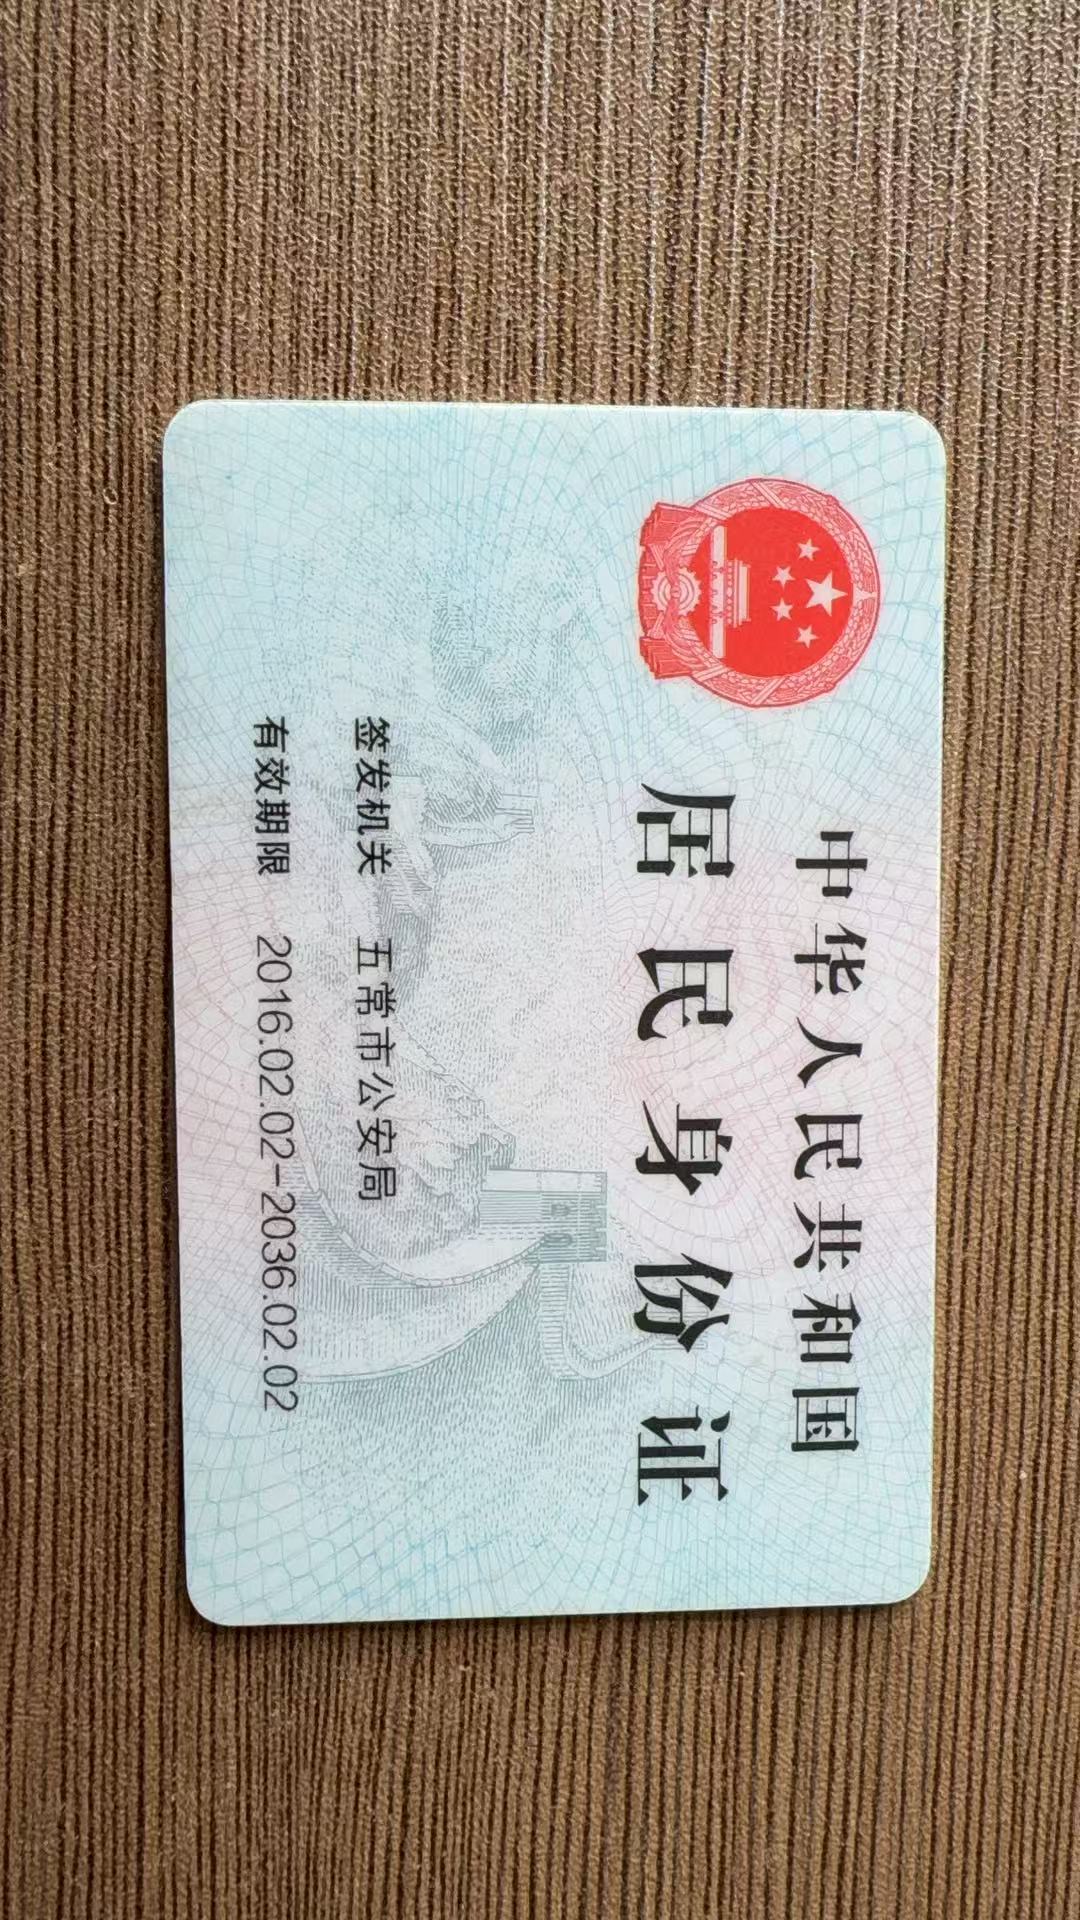 中华人民共和国
居民身份证
签发机关 五常市公安局
有效期限 2016.02.02-2036.02.02